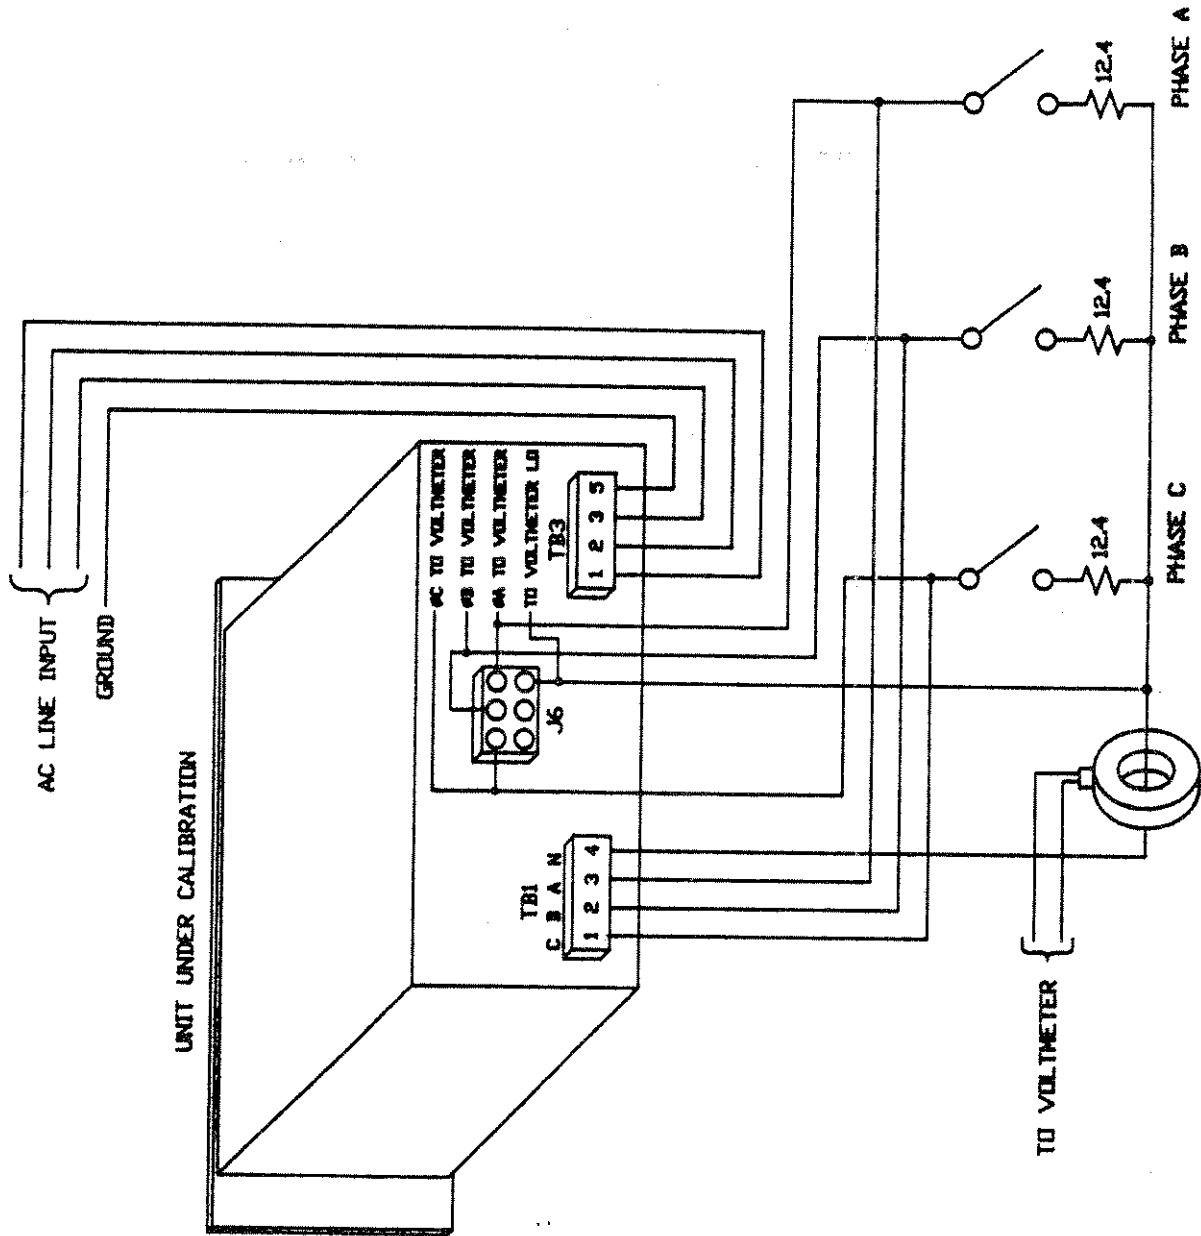 AC LINE INPUT
GROUND
UNIT UNDER CALIBRATION
øC TO VOLTMETER
øB TO VOLTMETER
øA TO VOLTMETER
TO VOLTMETER LO
TB1
C B A N
1 2 3 4
J6
TB3
1 2 3 5
TO VOLTMETER
12.4
12.4
12.4
PHASE C
PHASE B
PHASE A